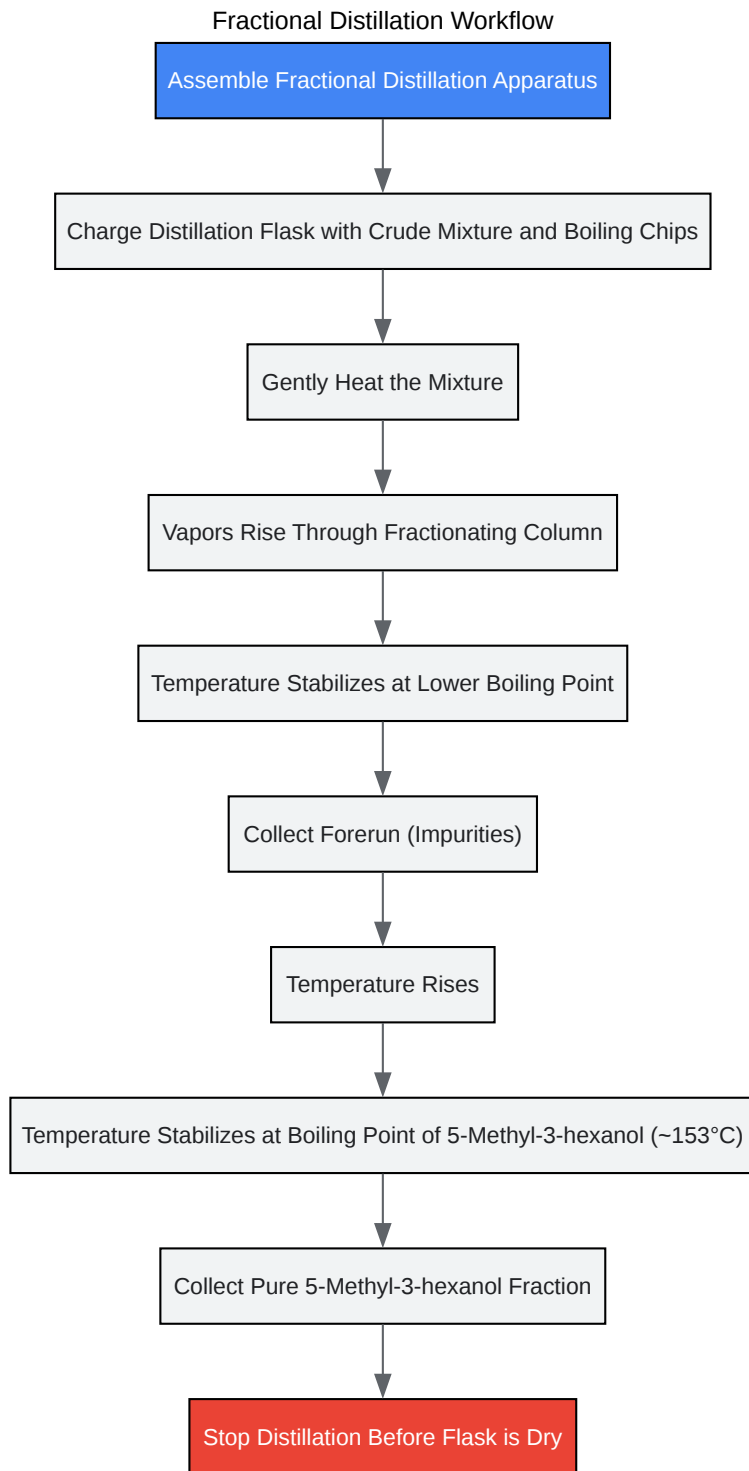 Fractional Distillation Workflow
Assemble Fractional Distillation Apparatus
Charge Distillation Flask with Crude Mixture and Boiling Chips
Gently Heat the Mixture
Vapors Rise Through Fractionating Column
Temperature Stabilizes at Lower Boiling Point
Collect Forerun (Impurities)
Temperature Rises
Temperature Stabilizes at Boiling Point of 5-Methyl-3-hexanol (~153°C)
Collect Pure 5-Methyl-3-hexanol Fraction
Stop Distillation Before Flask is Dry